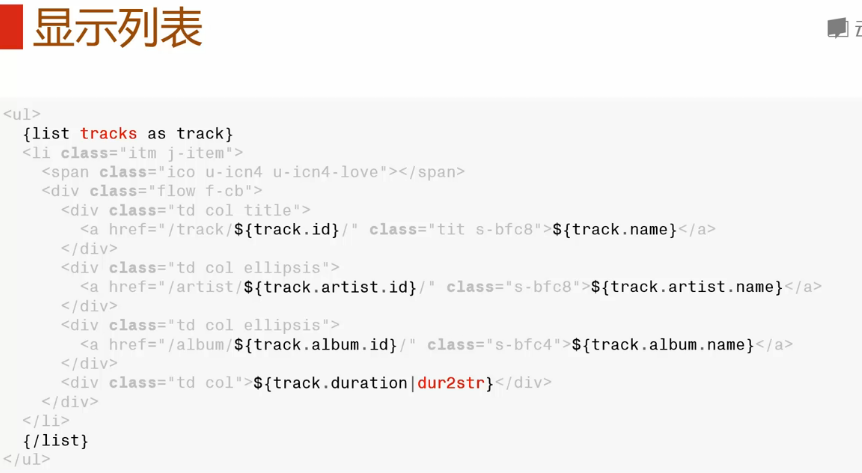 显示列表
<ul>
  {list tracks as track}
  <li class="itm j-item">
    <span class="ico u-icn4 u-icn4-love"></span>
    <div class="flow f-cb">
      <div class="td col title">
        <a href="/track/${track.id}/" class="tit s-bfc8">${track.name}</a>
      </div>
      <div class="td col ellipsis">
        <a href="/artist/${track.artist.id}/" class="s-bfc8">${track.artist.name}</a>
      </div>
      <div class="td col ellipsis">
        <a href="/album/${track.album.id}/" class="s-bfc4">${track.album.name}</a>
      </div>
      <div class="td col">${track.duration|dur2str}</div>
    </div>
  </li>
  {/list}
</ul>